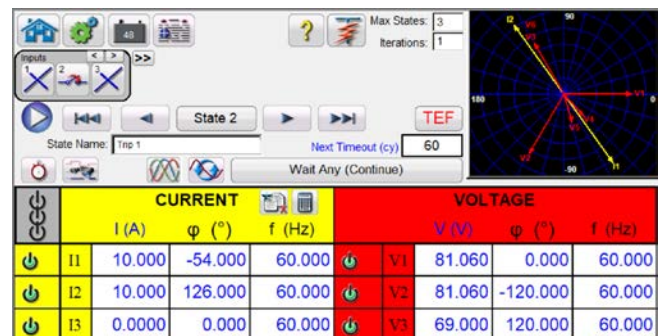 48
?
Max States: 3
Iterations: 1
Inputs
< >
>>
1 2 3
State 2
TEF
State Name: Trip 1
Next Timeout (cy) 60
Wait Any (Continue)
90
180
0
-90
I2
V6
V1
V4
V5
V2
I1
CURRENT
VOLTAGE
I (A) φ (°) f (Hz)
V (V) φ (°) f (Hz)
I1 10.000 -54.000 60.000 V1 81.060 0.000 60.000
I2 10.000 126.000 60.000 V2 81.060 -120.000 60.000
I3 0.0000 0.000 60.000 V3 69.000 120.000 60.000